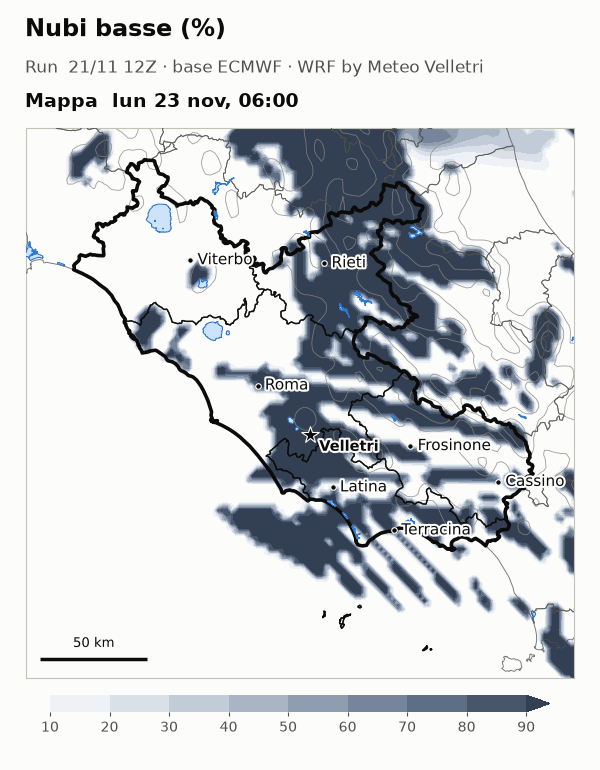 Nubi basse (%)
Run  21/11 12Z · base ECMWF · WRF by Meteo Velletri
Mappa  lun 23 nov, 06:00
Viterbo
Rieti
Roma
Velletri
Frosinone
Cassino
Latina
Terracina
50 km
10 20 30 40 50 60 70 80 90